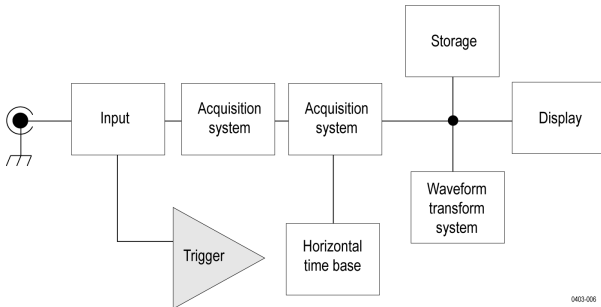 Storage
Input
Acquisition
system
Acquisition
system
Display
Waveform
transform
system
Trigger
Horizontal
time base
0403-006